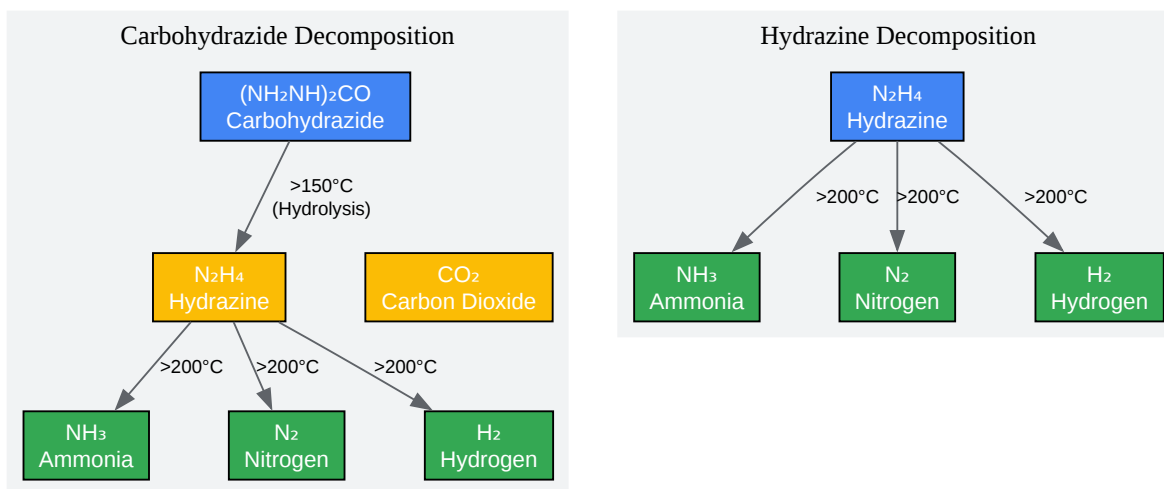 Carbohydrazide Decomposition
(NH₂NH)₂CO
Carbohydrazide
>150°C
(Hydrolysis)
N₂H₄
Hydrazine
CO₂
Carbon Dioxide
>200°C
>200°C
>200°C
NH₃
Ammonia
N₂
Nitrogen
H₂
Hydrogen
Hydrazine Decomposition
N₂H₄
Hydrazine
>200°C
>200°C
>200°C
NH₃
Ammonia
N₂
Nitrogen
H₂
Hydrogen